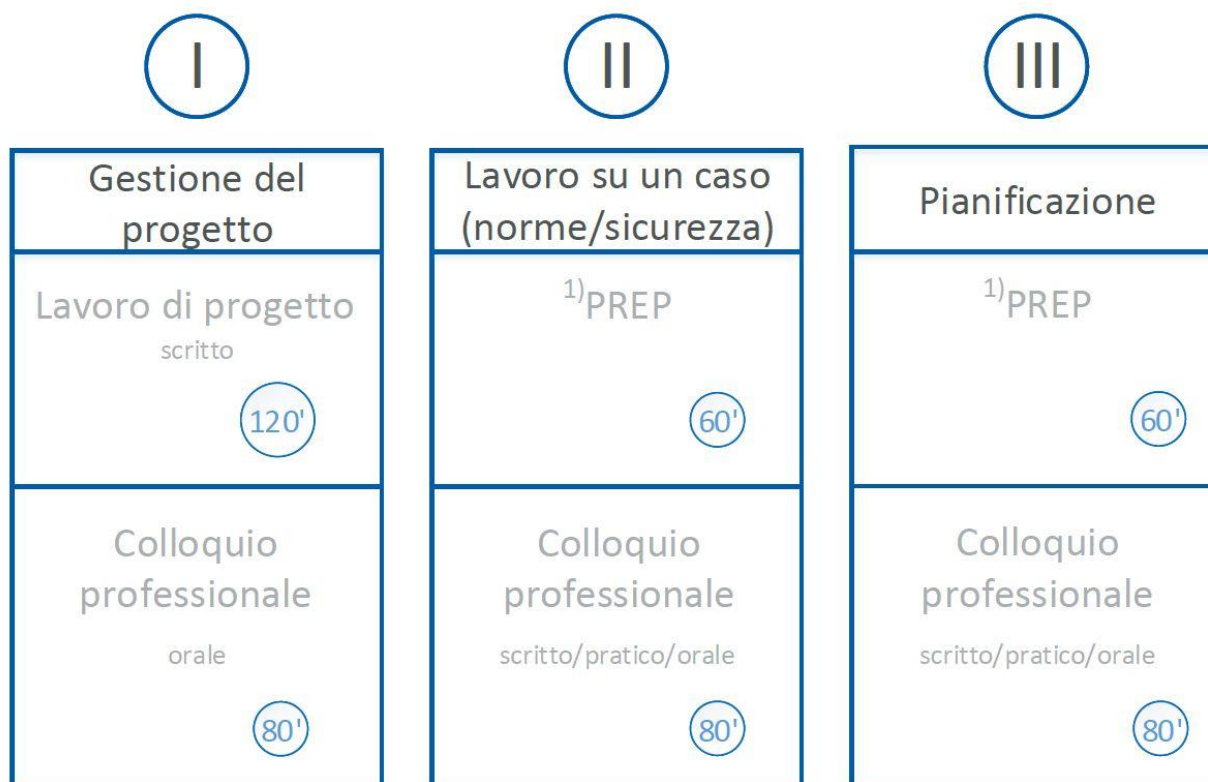 I
Gestione del
progetto
Lavoro di progetto
scritto
120'
Colloquio
professionale
orale
80'
II
Lavoro su un caso
(norme/sicurezza)
1)PREP
60'
Colloquio
professionale
scritto/pratico/orale
80'
III
Pianificazione
1)PREP
60'
Colloquio
professionale
scritto/pratico/orale
80'